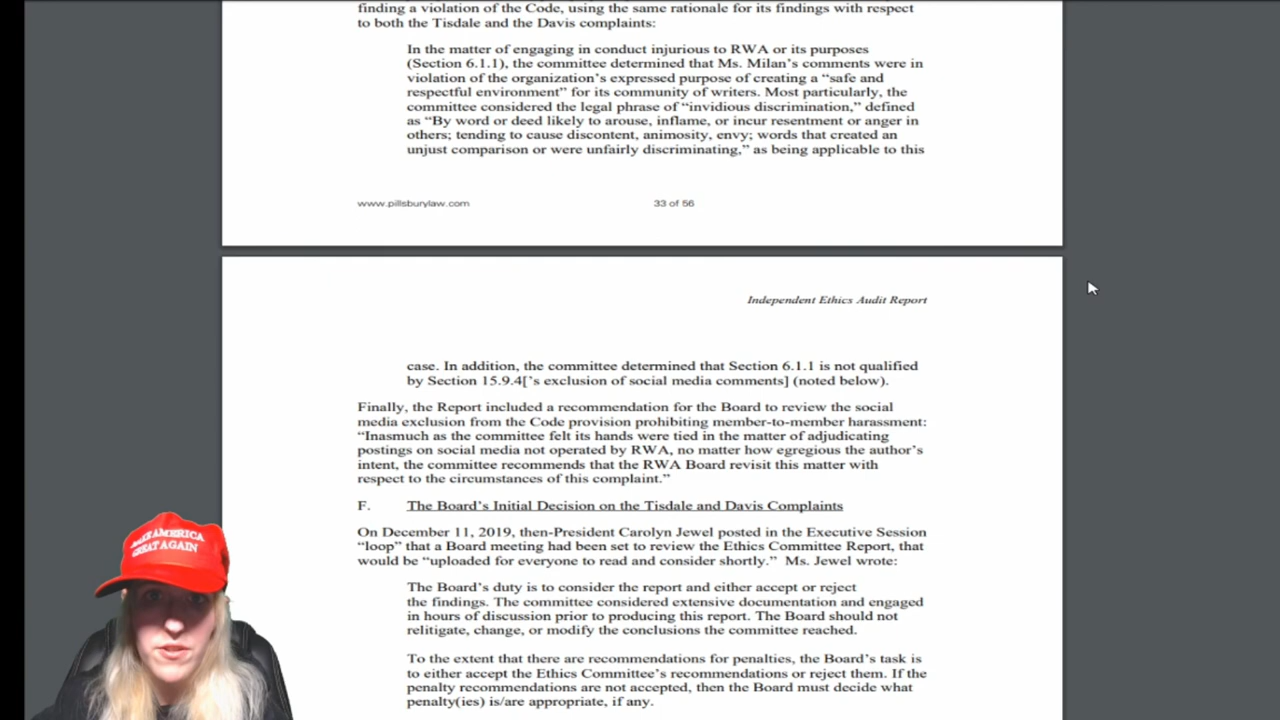 finding a violation of the Code, using the same rationale for its findings with respect
to both the Tisdale and the Davis complaints:
In the matter of engaging in conduct injurious to RWA or its purposes
(Section 6.1.1), the committee determined that Ms. Milan's comments were in
violation of the organization's expressed purpose of creating a “safe and
respectful environment” for its community of writers. Most particularly, the
committee considered the legal phrase of “invidious discrimination,” defined
as “By word or deed likely to arouse, inflame, or incur resentment or anger in
others; tending to cause discontent, animosity, envy; words that created an
unjust comparison or were unfairly discriminating,” as being applicable to this
www.pillsburylaw.com 33 of 56
Independent Ethics Audit Report
case. In addition, the committee determined that Section 6.1.1 is not qualified
by Section 15.9.4['s exclusion of social media comments] (noted below).
Finally, the Report included a recommendation for the Board to review the social
media exclusion from the Code provision prohibiting member-to-member harassment:
“Inasmuch as the committee felt its hands were tied in the matter of adjudicating
postings on social media not operated by RWA, no matter how egregious the author's
intent, the committee recommends that the RWA Board revisit this matter with
respect to the circumstances of this complaint.”
F. The Board's Initial Decision on the Tisdale and Davis Complaints
On December 11, 2019, then-President Carolyn Jewel posted in the Executive Session
“loop” that a Board meeting had been set to review the Ethics Committee Report, that
would be “uploaded for everyone to read and consider shortly.” Ms. Jewel wrote:
The Board's duty is to consider the report and either accept or reject
the findings. The committee considered extensive documentation and engaged
in hours of discussion prior to producing this report. The Board should not
relitigate, change, or modify the conclusions the committee reached.
To the extent that there are recommendations for penalties, the Board's task is
to either accept the Ethics Committee's recommendations or reject them. If the
penalty recommendations are not accepted, then the Board must decide what
penalty(ies) is/are appropriate, if any.
MAKE AMERICA
GREAT AGAIN